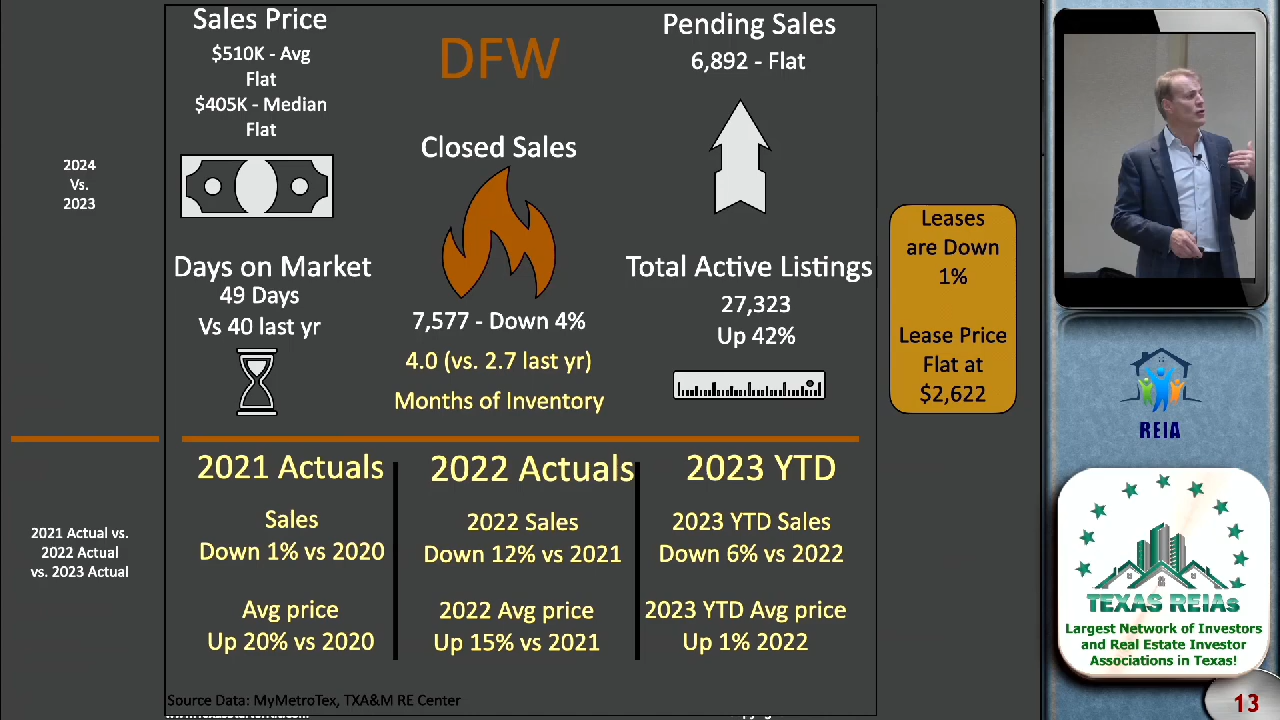 Sales Price
$510K - Avg
Flat
$405K - Median
Flat
DFW
Pending Sales
6,892 - Flat
2024
Vs.
2023
Closed Sales
7,577 - Down 4%
4.0 (vs. 2.7 last yr)
Months of Inventory
Days on Market
49 Days
Vs 40 last yr
Total Active Listings
27,323
Up 42%
Leases
are Down
1%
Lease Price
Flat at
$2,622
REIA
2021 Actual vs.
2022 Actual
vs. 2023 Actual
2021 Actuals
Sales
Down 1% vs 2020
Avg price
Up 20% vs 2020
2022 Actuals
2022 Sales
Down 12% vs 2021
2022 Avg price
Up 15% vs 2021
2023 YTD
2023 YTD Sales
Down 6% vs 2022
2023 YTD Avg price
Up 1% 2022
TEXAS REIAs
Largest Network of Investors
and Real Estate Investor
Associations in Texas!
Source Data: MyMetroTex, TXA&M RE Center
13